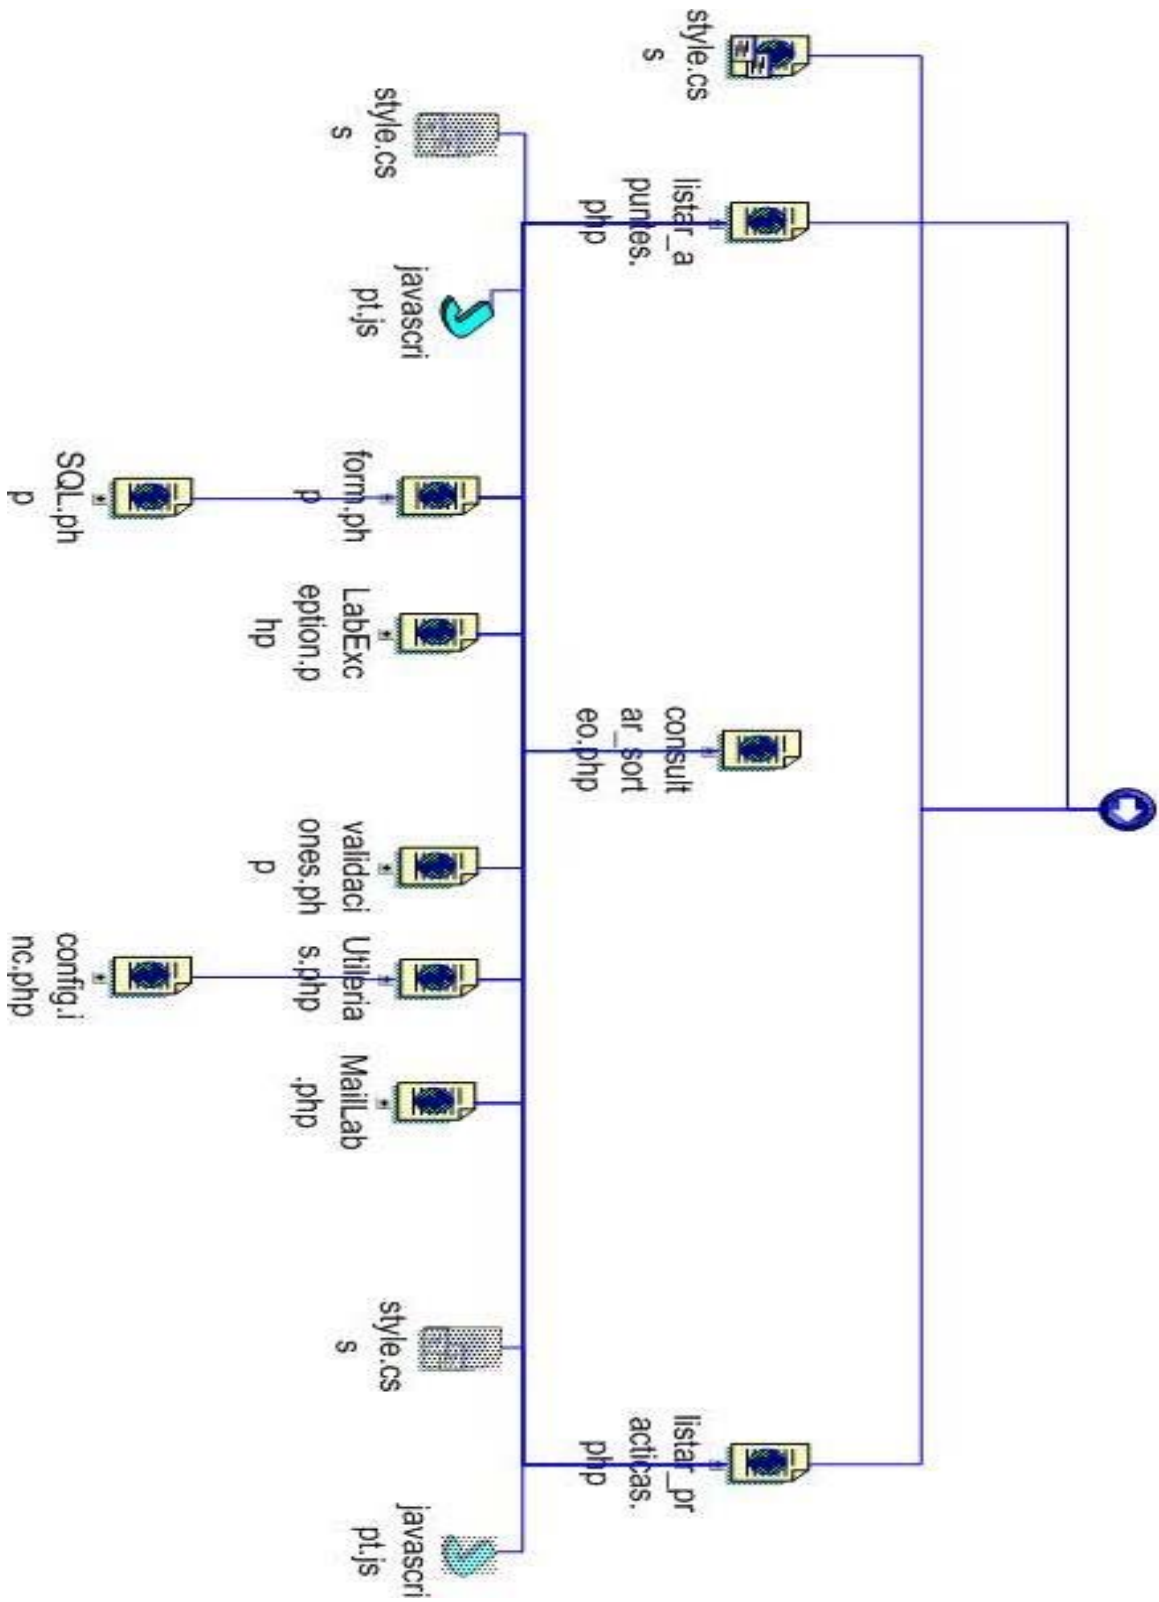 style.cs
s
listar_a
puntes.
php
consult
ar_sort
eo.php
listar_pr
acticas.
php
style.cs
s
javascri
pt.js
form.ph
p
LabExc
eption.p
hp
validaci
ones.ph
p
Utileria
s.php
MailLab
.php
style.cs
s
javascri
pt.js
SQL.ph
p
config.i
nc.php